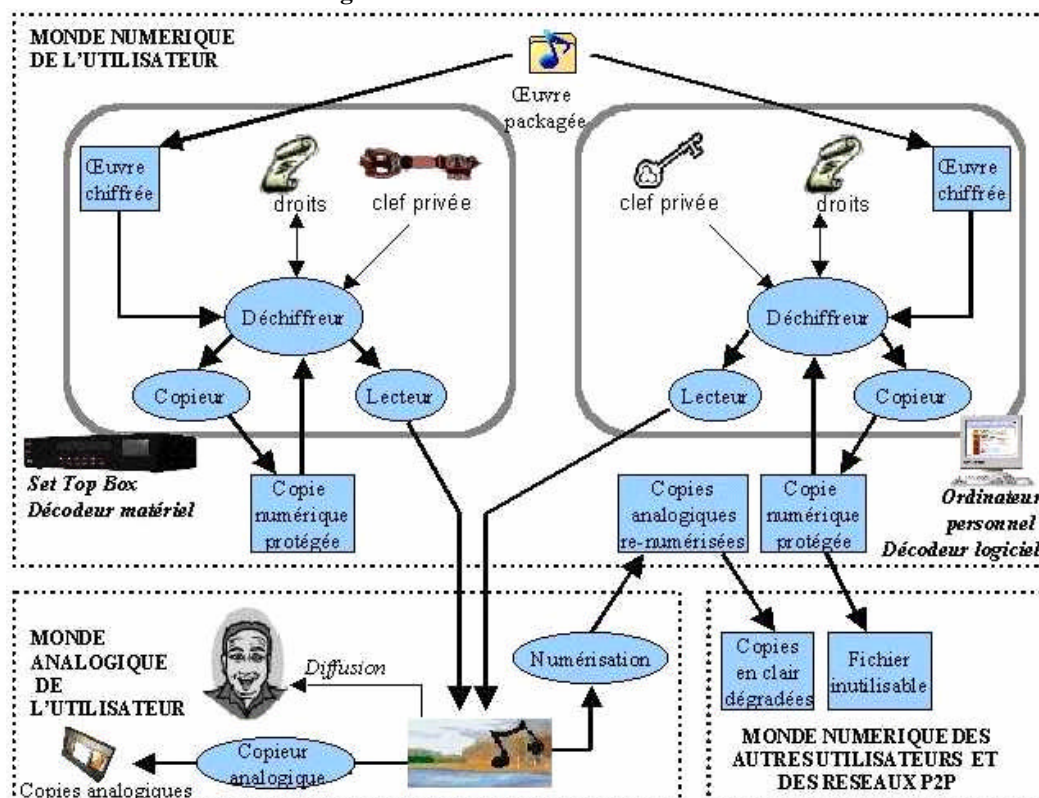 MONDE NUMERIQUE
DE L'UTILISATEUR
Œuvre
packagée
Œuvre
chiffrée
droits
clef privée
clef privée
droits
Œuvre
chiffrée
Déchiffreur
Déchiffreur
Copieur
Lecteur
Lecteur
Copieur
Set Top Box
Décodeur matériel
Copie
numérique
protégée
Copies
analogiques
re-numérisées
Copie
numérique
protégée
Ordinateur
personnel
Décodeur logiciel
MONDE
ANALOGIQUE
DE
L'UTILISATEUR
Diffusion
Numérisation
Copieur
analogique
Copies analogiques
Copies
en clair
dégradées
Fichier
inutilisable
MONDE NUMERIQUE DES
AUTRES UTILISATEURS ET
DES RESEAUX P2P